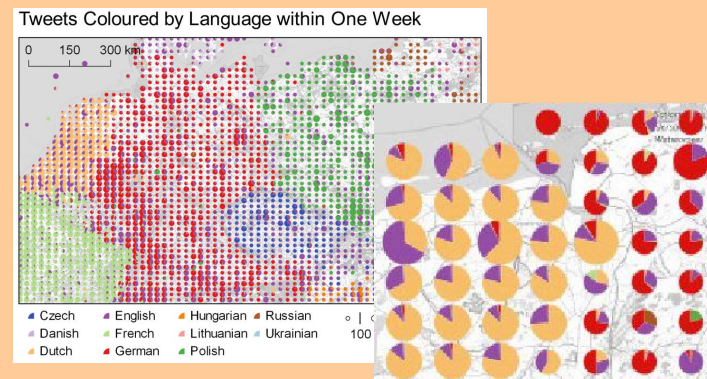 Tweets Coloured by Language within One Week
0 150 300 km
Czech English Hungarian Russian
Danish French Lithuanian Ukrainian
Dutch German Polish
100